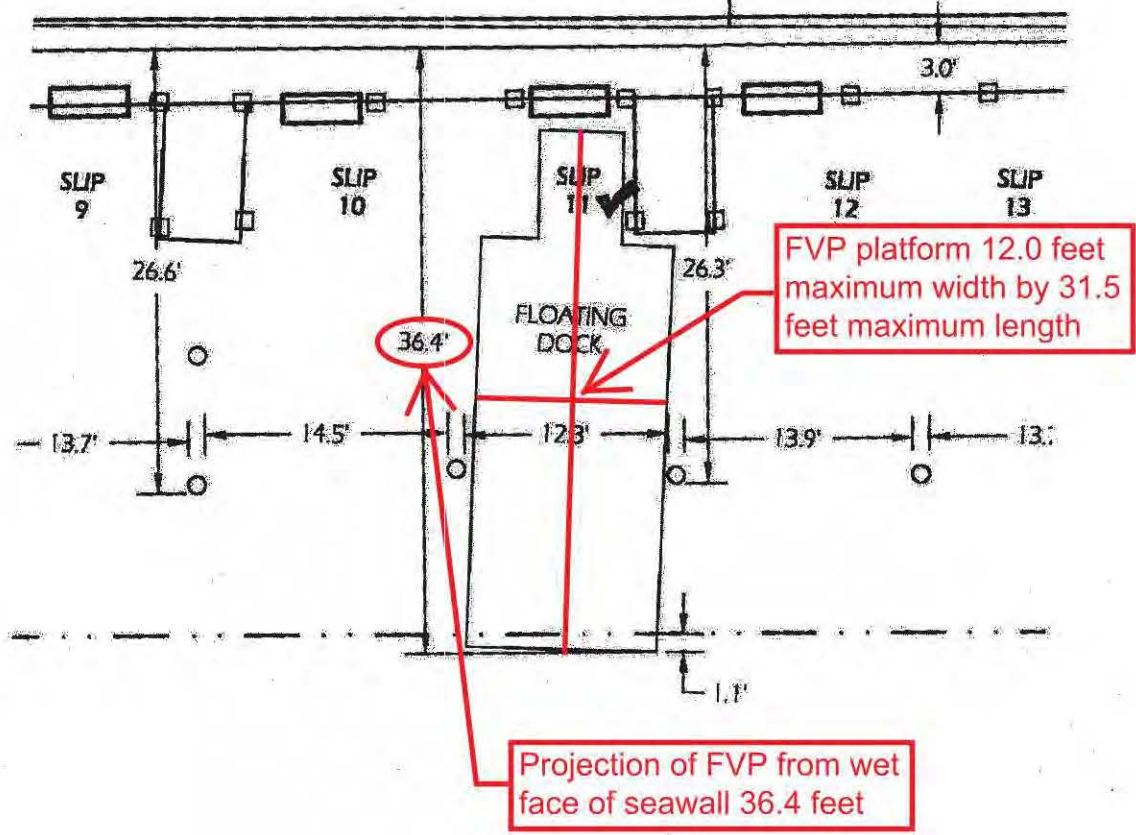 3.0'
SLIP
9
SLIP
10
SLIP
11
SLIP
12
SLIP
13
26.6'
26.3'
FVP platform 12.0 feet
maximum width by 31.5
feet maximum length
FLOATING
DOCK
36.4'
13.7'
14.5'
12.3'
13.9'
1.1'
Projection of FVP from wet
face of seawall 36.4 feet